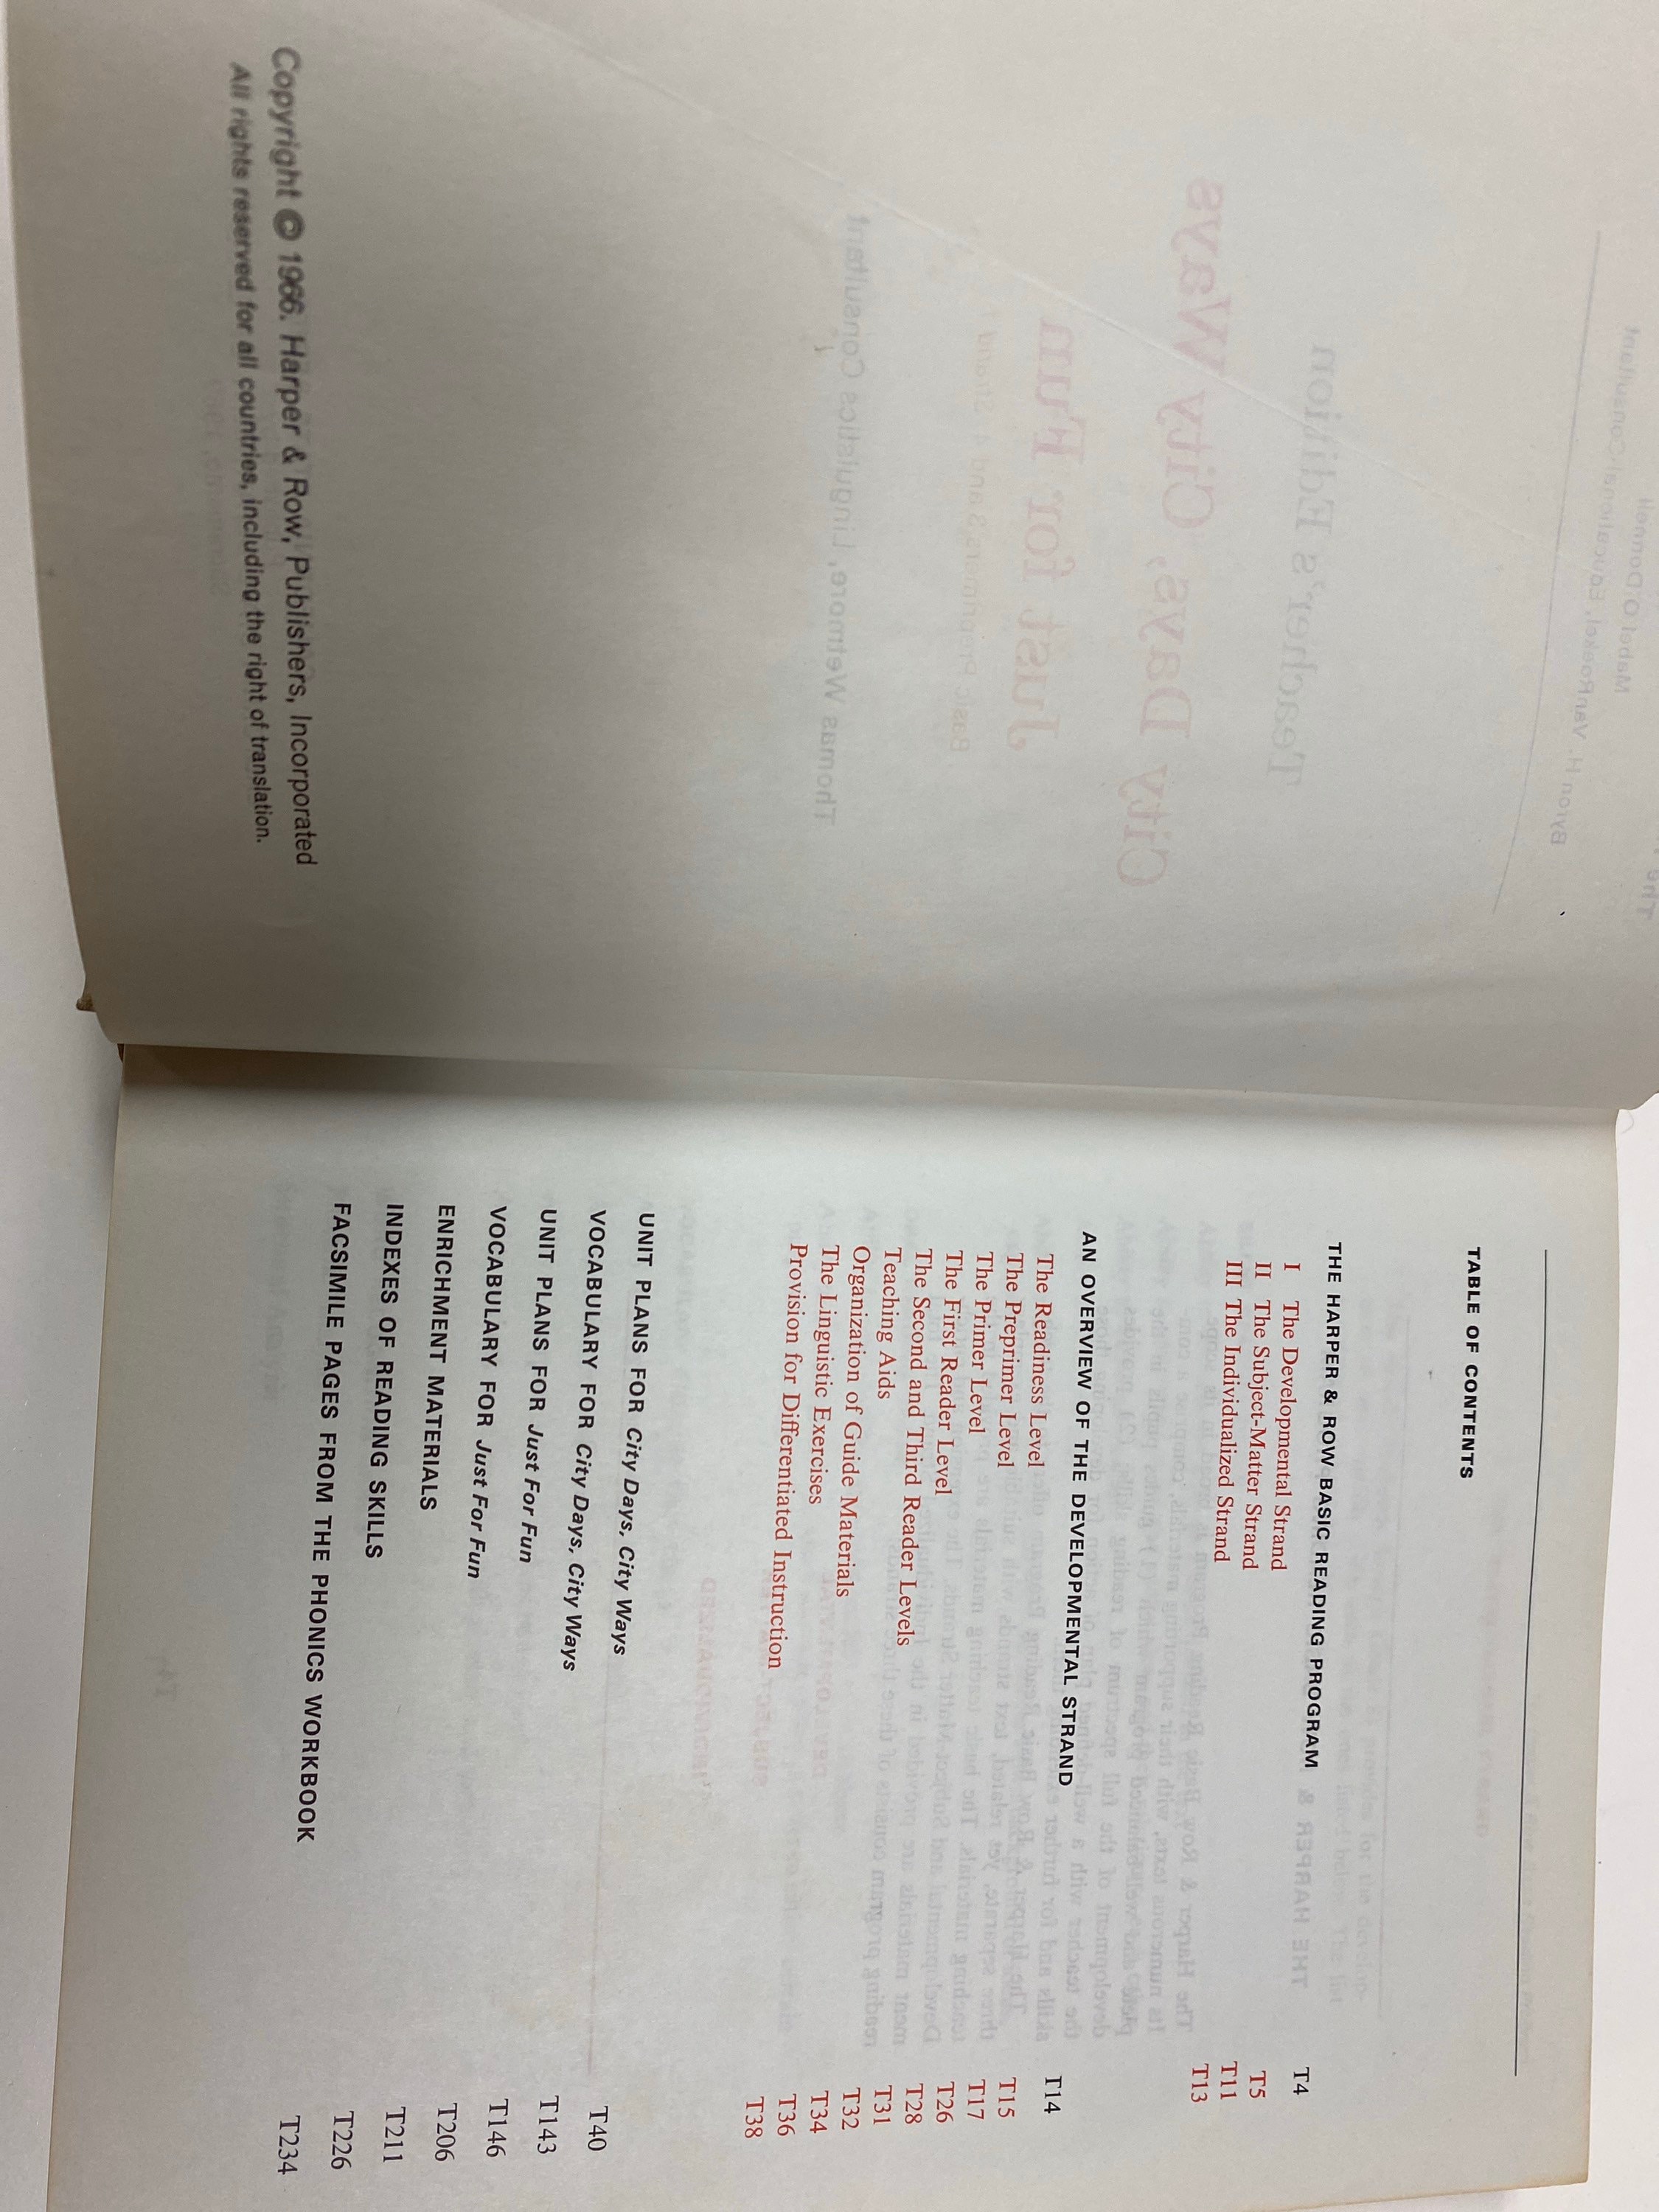 Copyright © 1966. Harper & Row, Publishers, Incorporated
All rights reserved for all countries, including the right of translation.
TABLE OF CONTENTS
THE HARPER & ROW BASIC READING PROGRAM T4
I The Developmental Strand T5
II The Subject-Matter Strand T11
III The Individualized Strand T13
AN OVERVIEW OF THE DEVELOPMENTAL STRAND T14
The Readiness Level T15
The Preprimer Level T17
The Primer Level T26
The First Reader Level T28
The Second and Third Reader Levels T31
Teaching Aids T32
Organization of Guide Materials T34
The Linguistic Exercises T36
Provision for Differentiated Instruction T38
UNIT PLANS FOR City Days, City Ways T40
VOCABULARY FOR City Days, City Ways T143
UNIT PLANS FOR Just For Fun T146
VOCABULARY FOR Just For Fun T206
ENRICHMENT MATERIALS T211
INDEXES OF READING SKILLS T226
FACSIMILE PAGES FROM THE PHONICS WORKBOOK T234